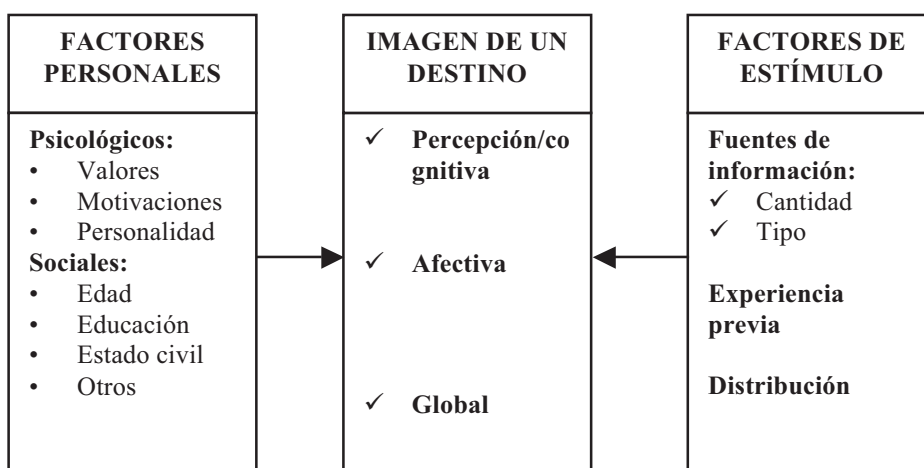 FACTORES
PERSONALES
Psicológicos:
• Valores
• Motivaciones
• Personalidad
Sociales:
• Edad
• Educación
• Estado civil
• Otros
IMAGEN DE UN
DESTINO
✓ Percepción/co
gnitiva
✓ Afectiva
✓ Global
FACTORES DE
ESTÍMULO
Fuentes de
información:
✓ Cantidad
✓ Tipo
Experiencia
previa
Distribución